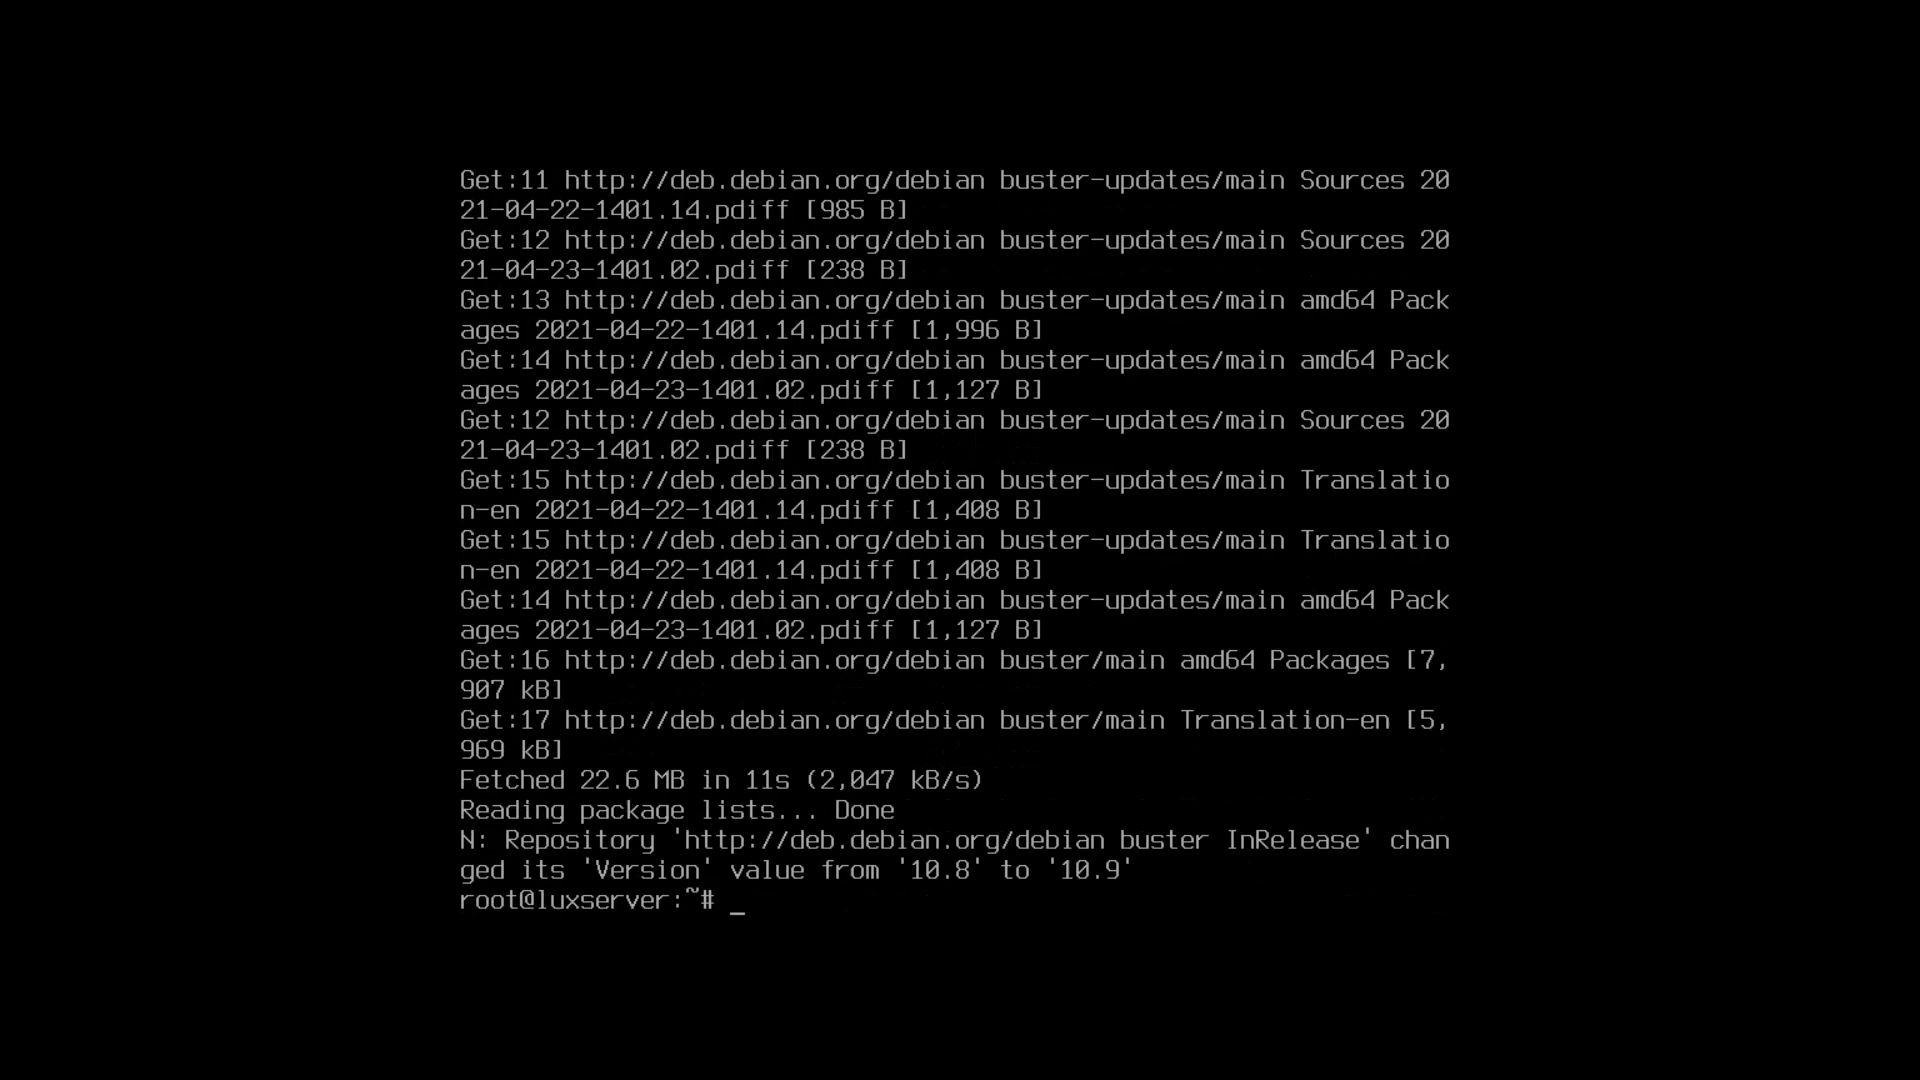 Get:11 http://deb.debian.org/debian buster-updates/main Sources 20
21-04-22-1401.14.pdiff [985 B]
Get:12 http://deb.debian.org/debian buster-updates/main Sources 20
21-04-23-1401.02.pdiff [238 B]
Get:13 http://deb.debian.org/debian buster-updates/main amd64 Pack
ages 2021-04-22-1401.14.pdiff [1,996 B]
Get:14 http://deb.debian.org/debian buster-updates/main amd64 Pack
ages 2021-04-23-1401.02.pdiff [1,127 B]
Get:12 http://deb.debian.org/debian buster-updates/main Sources 20
21-04-23-1401.02.pdiff [238 B]
Get:15 http://deb.debian.org/debian buster-updates/main Translatio
n-en 2021-04-22-1401.14.pdiff [1,408 B]
Get:15 http://deb.debian.org/debian buster-updates/main Translatio
n-en 2021-04-22-1401.14.pdiff [1,408 B]
Get:14 http://deb.debian.org/debian buster-updates/main amd64 Pack
ages 2021-04-23-1401.02.pdiff [1,127 B]
Get:16 http://deb.debian.org/debian buster/main amd64 Packages [7,
907 kB]
Get:17 http://deb.debian.org/debian buster/main Translation-en [5,
969 kB]
Fetched 22.6 MB in 11s (2,047 kB/s)
Reading package lists... Done
N: Repository 'http://deb.debian.org/debian buster InRelease' chan
ged its 'Version' value from '10.8' to '10.9'
root@luxserver:~# _